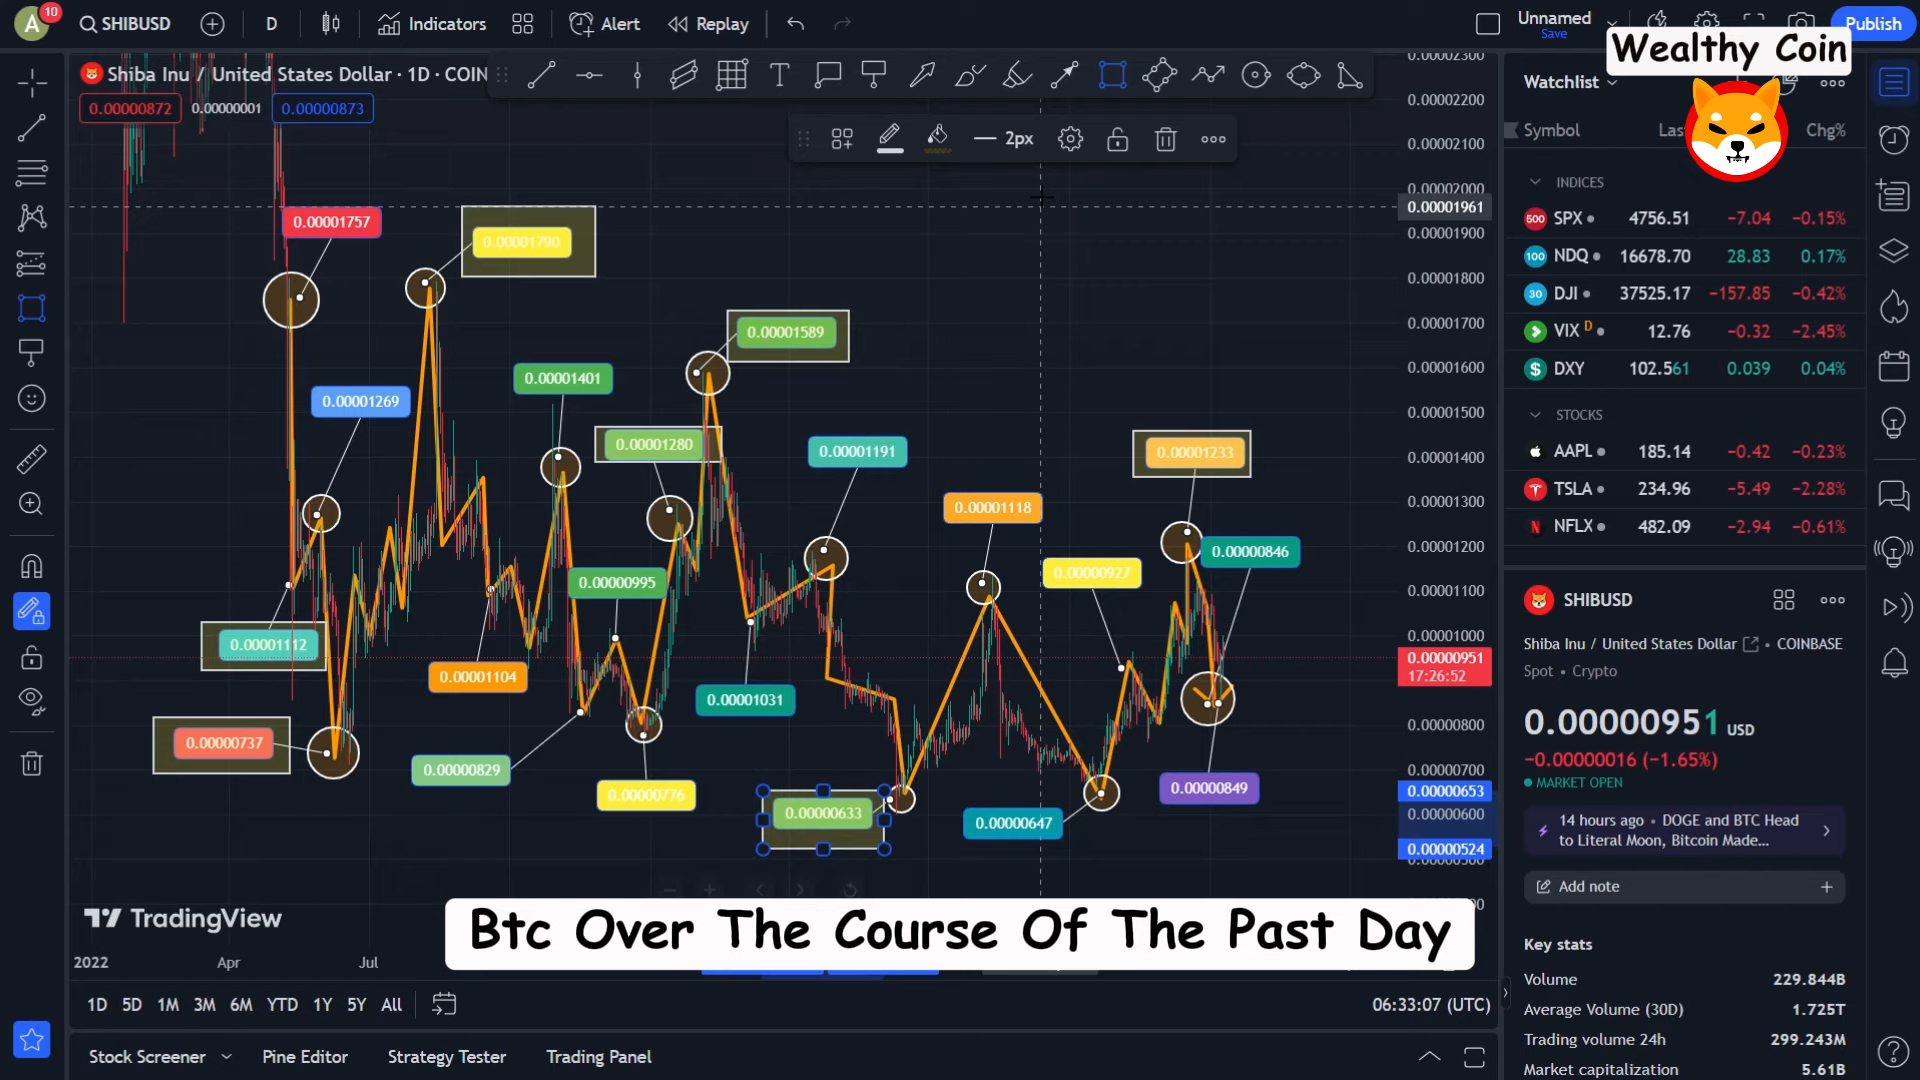 A
10
SHIBUSD
D
Indicators
Alert
Replay
Unnamed
Save
Publish
Wealthy Coin
Shiba Inu / United States Dollar · 1D · COIN
0.00000872
0.00000001
0.00000873
2px
0.00001757
0.00001790
0.00001589
0.00001401
0.00001269
0.00001280
0.00001191
0.00001233
0.00001118
0.00000846
0.00000927
0.00000995
0.00001112
0.00001104
0.00001031
0.00000737
0.00000829
0.00000776
0.00000633
0.00000647
0.00000849
0.00002300
0.00002200
0.00002100
0.00002000
0.00001961
0.00001900
0.00001800
0.00001700
0.00001600
0.00001500
0.00001400
0.00001300
0.00001200
0.00001100
0.00001000
0.00000951
17:26:52
0.00000800
0.00000700
0.00000653
0.00000600
0.00000524
TradingView
Btc Over The Course Of The Past Day
2022
Apr
Jul
1D 5D 1M 3M 6M YTD 1Y 5Y All
06:33:07 (UTC)
Stock Screener
Pine Editor
Strategy Tester
Trading Panel
Watchlist
Symbol
Las
Chg%
INDICES
500 SPX 4756.51 −7.04 −0.15%
100 NDQ 16678.70 28.83 0.17%
30 DJI 37525.17 −157.85 −0.42%
VIX D 12.76 −0.32 −2.45%
$ DXY 102.561 0.039 0.04%
STOCKS
AAPL 185.14 −0.42 −0.23%
TSLA 234.96 −5.49 −2.28%
NFLX 482.09 −2.94 −0.61%
SHIBUSD
Shiba Inu / United States Dollar • COINBASE
Spot • Crypto
0.00000951 USD
−0.00000016 (−1.65%)
MARKET OPEN
14 hours ago • DOGE and BTC Head
to Literal Moon, Bitcoin Made...
Add note
Key stats
Volume 229.844B
Average Volume (30D) 1.725T
Trading volume 24h 299.243M
Market capitalization 5.61B